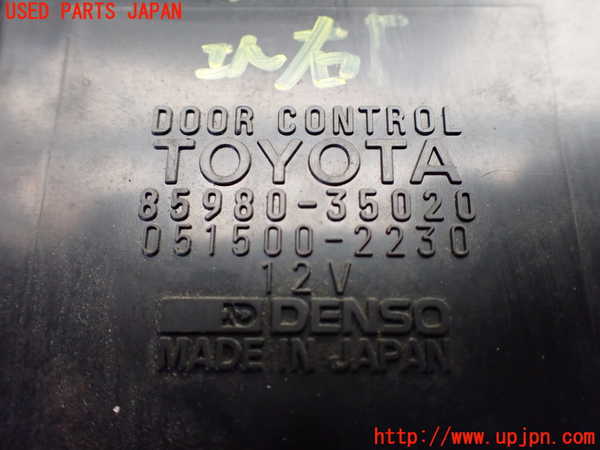 USED PARTS JAPAN
DOOR CONTROL
TOYOTA
85980-35020
051500-2230
12V
DENSO
MADE IN JAPAN
http://www.upjpn.com/